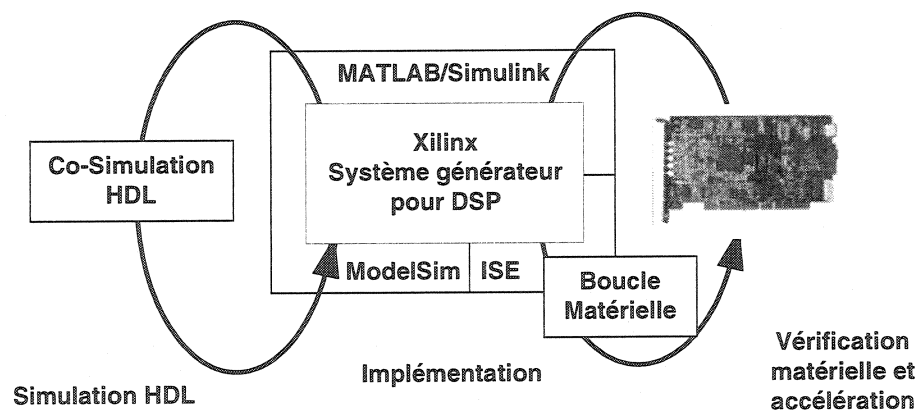 MATLAB/Simulink
Xilinx
Système générateur
pour DSP
Co-Simulation
HDL
ModelSim
ISE
Boucle
Matérielle
Simulation HDL
Implémentation
Vérification
matérielle et
accélération